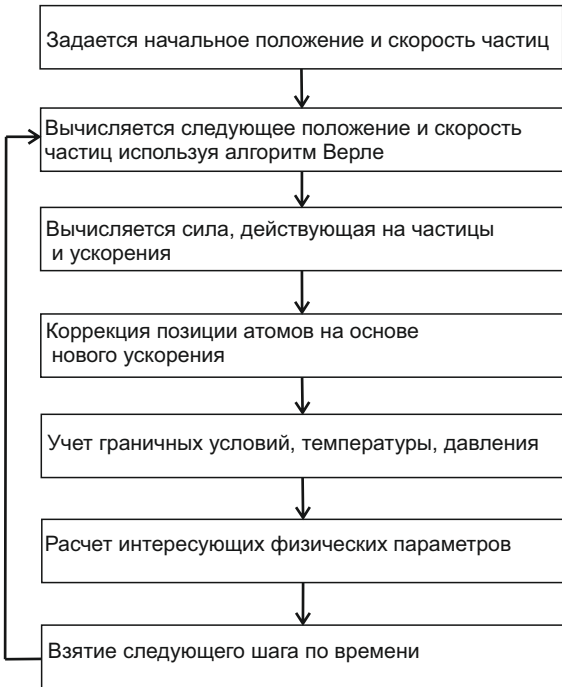 Задается начальное положение и скорость частиц
Вычисляется следующее положение и скорость
частиц используя алгоритм Верле
Вычисляется сила, действующая на частицы
и ускорения
Коррекция позиции атомов на основе
нового ускорения
Учет граничных условий, температуры, давления
Расчет интересующих физических параметров
Взятие следующего шага по времени